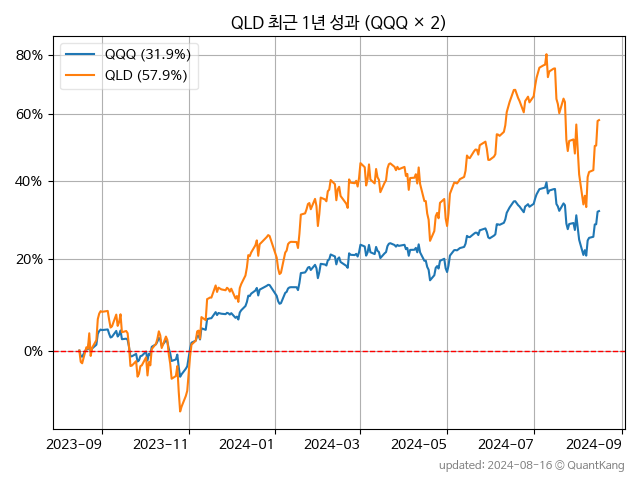 QLD 최근 1년 성과 (QQQ × 2)
QQQ (31.9%)
QLD (57.9%)
80%
60%
40%
20%
0%
2023-09 2023-11 2024-01 2024-03 2024-05 2024-07 2024-09
updated: 2024-08-16 © QuantKang